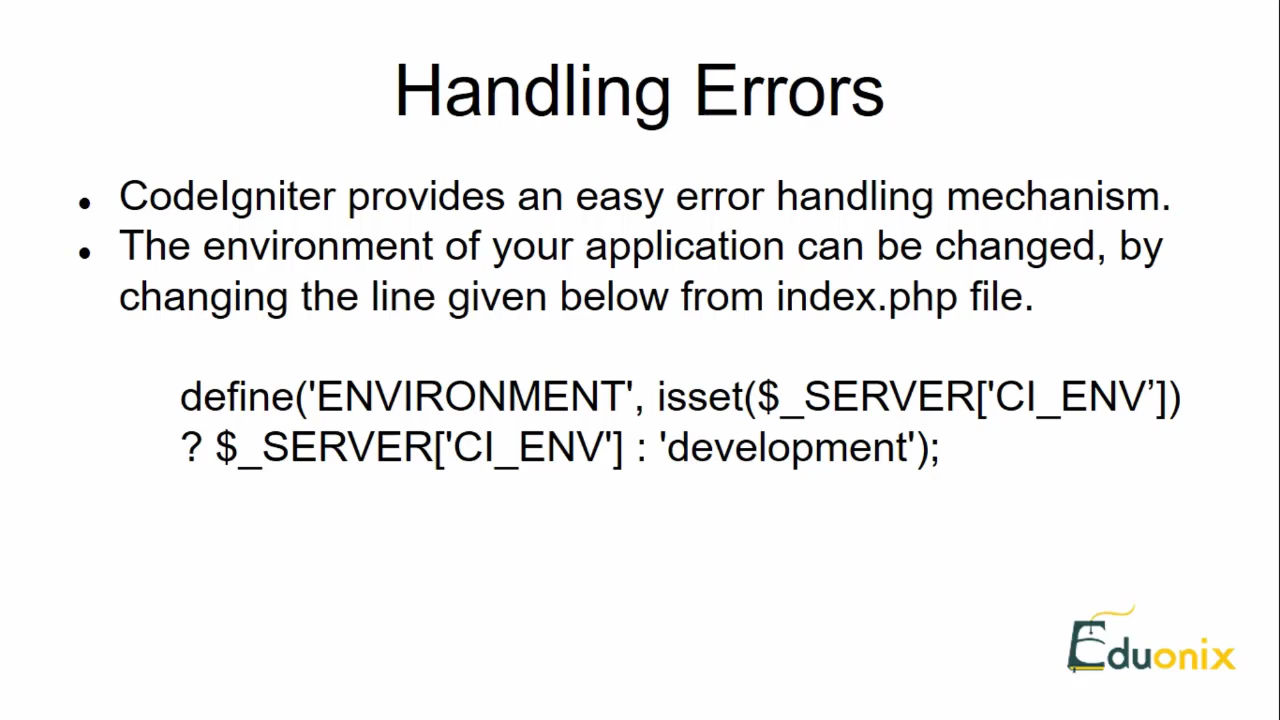 Handling Errors
• CodeIgniter provides an easy error handling mechanism.
• The environment of your application can be changed, by
changing the line given below from index.php file.
define('ENVIRONMENT', isset($_SERVER['CI_ENV’])
? $_SERVER['CI_ENV'] : 'development');
Eduonix